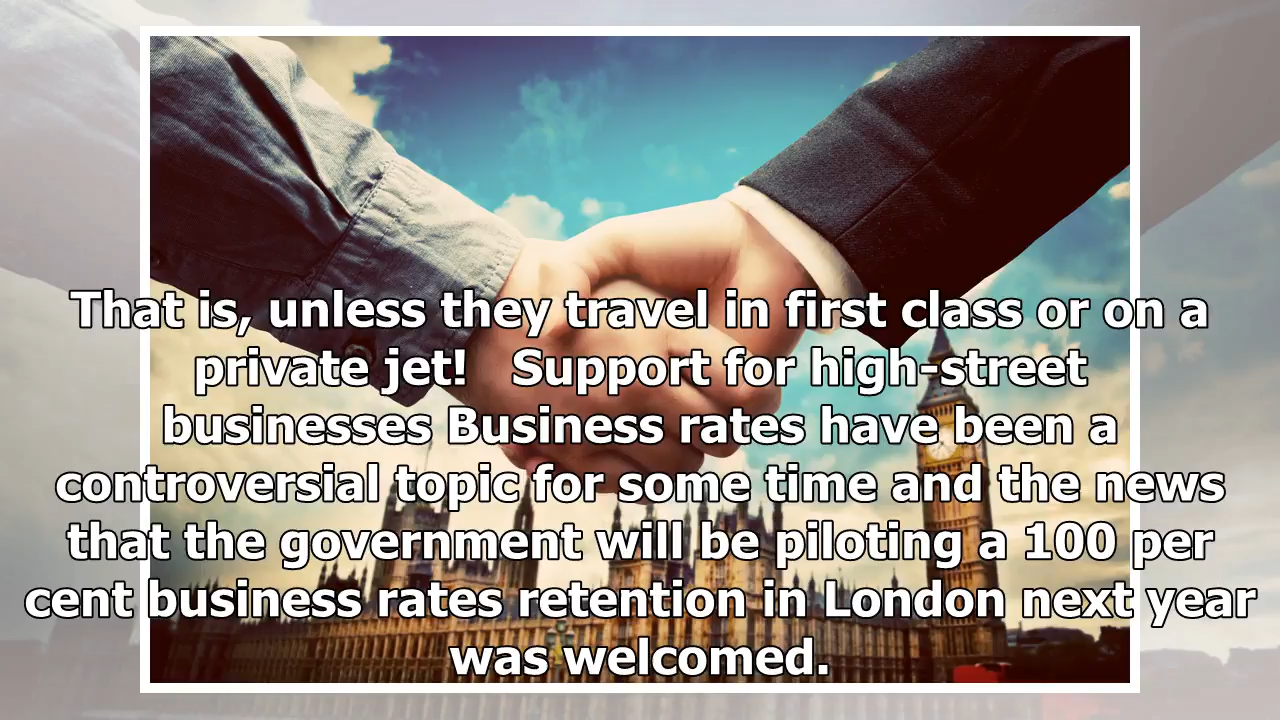 That is, unless they travel in first class or on a
private jet!   Support for high-street
businesses Business rates have been a
controversial topic for some time and the news
that the government will be piloting a 100 per
cent business rates retention in London next year
was welcomed.